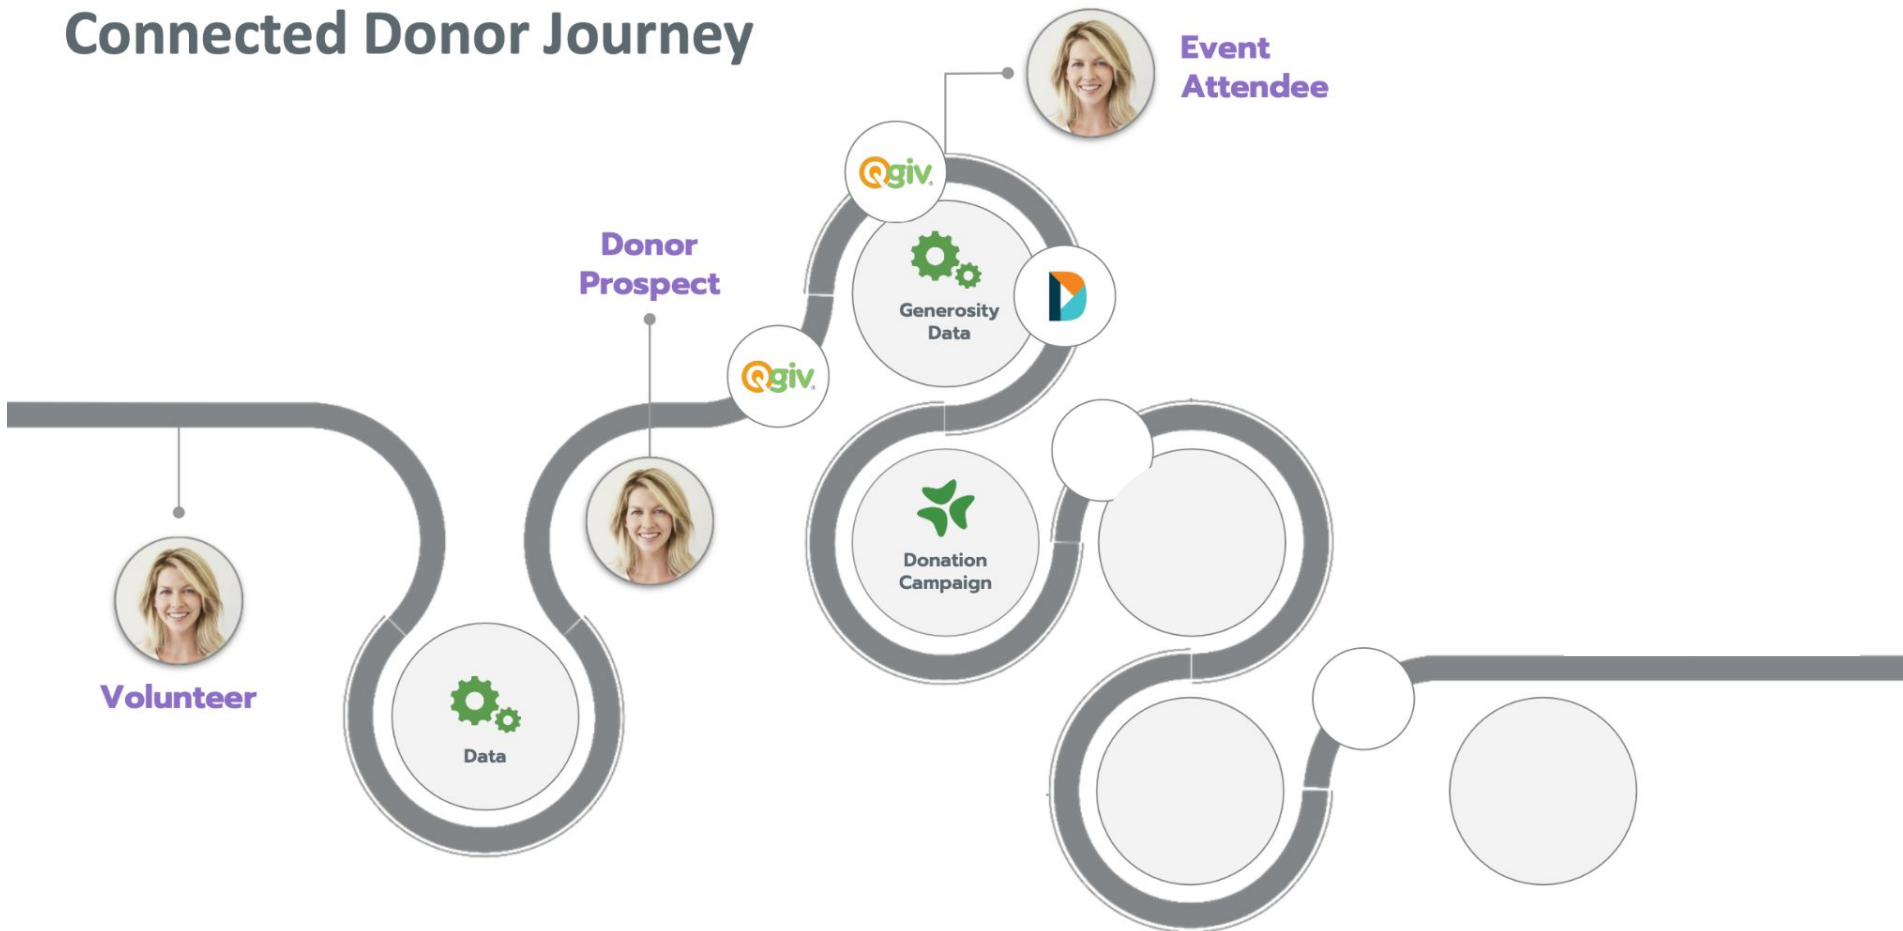 Connected Donor Journey
Event
Attendee
Qgiv
Donor
Prospect
Generosity
Data
Qgiv
Donation
Campaign
Volunteer
Data